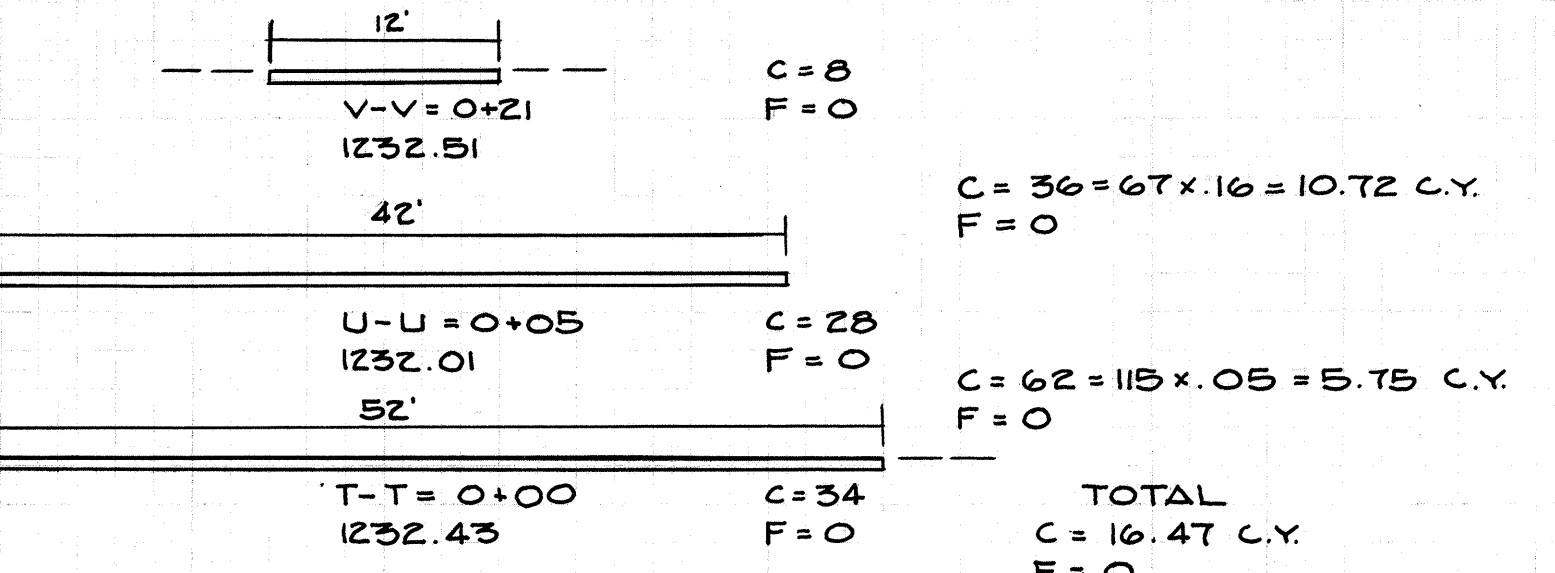 12'
V-V = 0+21
1232.51
C = 8
F = 0
C = 36 = 67 x .16 = 10.72 C.Y.
F = 0
42'
U-U = 0+05
1232.01
C = 28
F = 0
C = 62 = 115 x .05 = 5.75 C.Y.
F = 0
52'
T-T = 0+00
1232.43
C = 34
F = 0
TOTAL
C = 16.47 C.Y.
F = 0